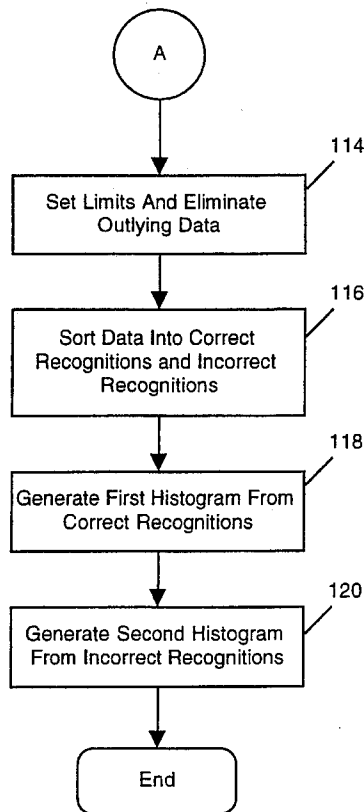 A
114
Set Limits And Eliminate
Outlying Data
116
Sort Data Into Correct
Recognitions and Incorrect
Recognitions
118
Generate First Histogram From
Correct Recognitions
120
Generate Second Histogram
From Incorrect Recognitions
End